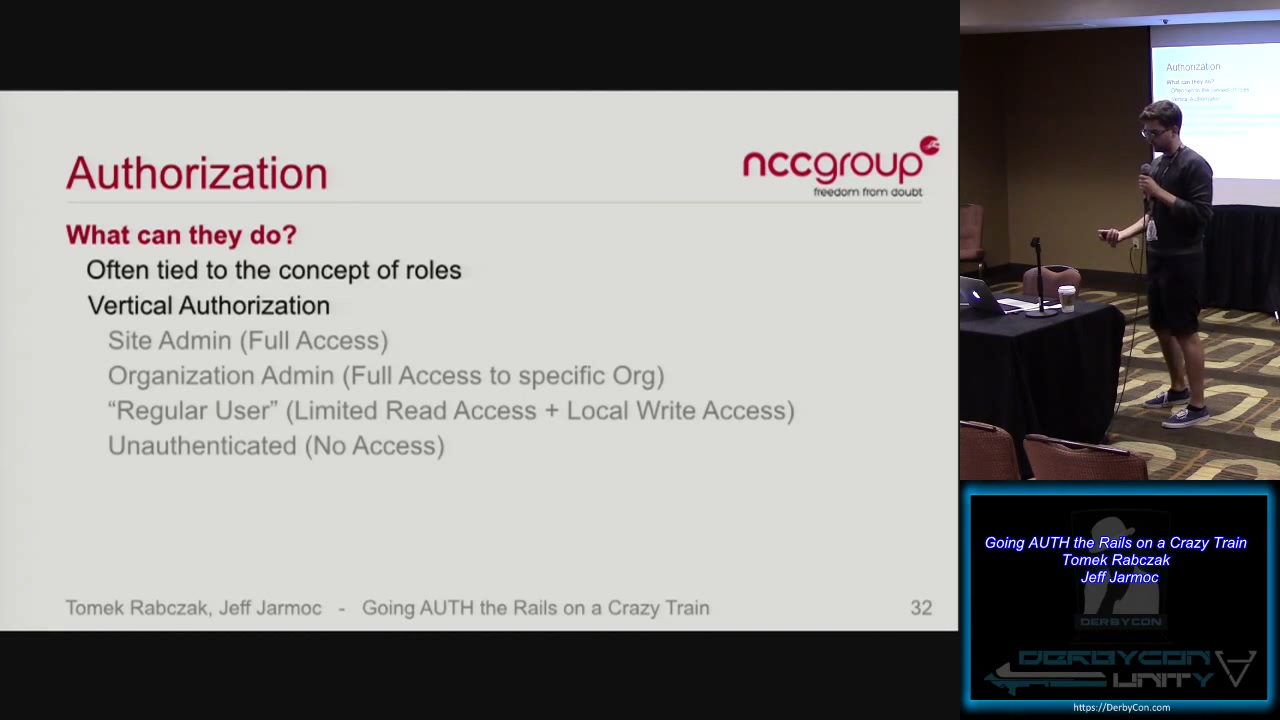 Authorization
nccgroup
freedom from doubt
What can they do?
Often tied to the concept of roles
Vertical Authorization
Site Admin (Full Access)
Organization Admin (Full Access to specific Org)
“Regular User” (Limited Read Access + Local Write Access)
Unauthenticated (No Access)
Tomek Rabczak, Jeff Jarmoc - Going AUTH the Rails on a Crazy Train
32
Authorization
What can they do?
Vertical Authorization
Going AUTH the Rails on a Crazy Train
Tomek Rabczak
Jeff Jarmoc
DERBYCON
DERBYCON
UNITY
https://DerbyCon.com